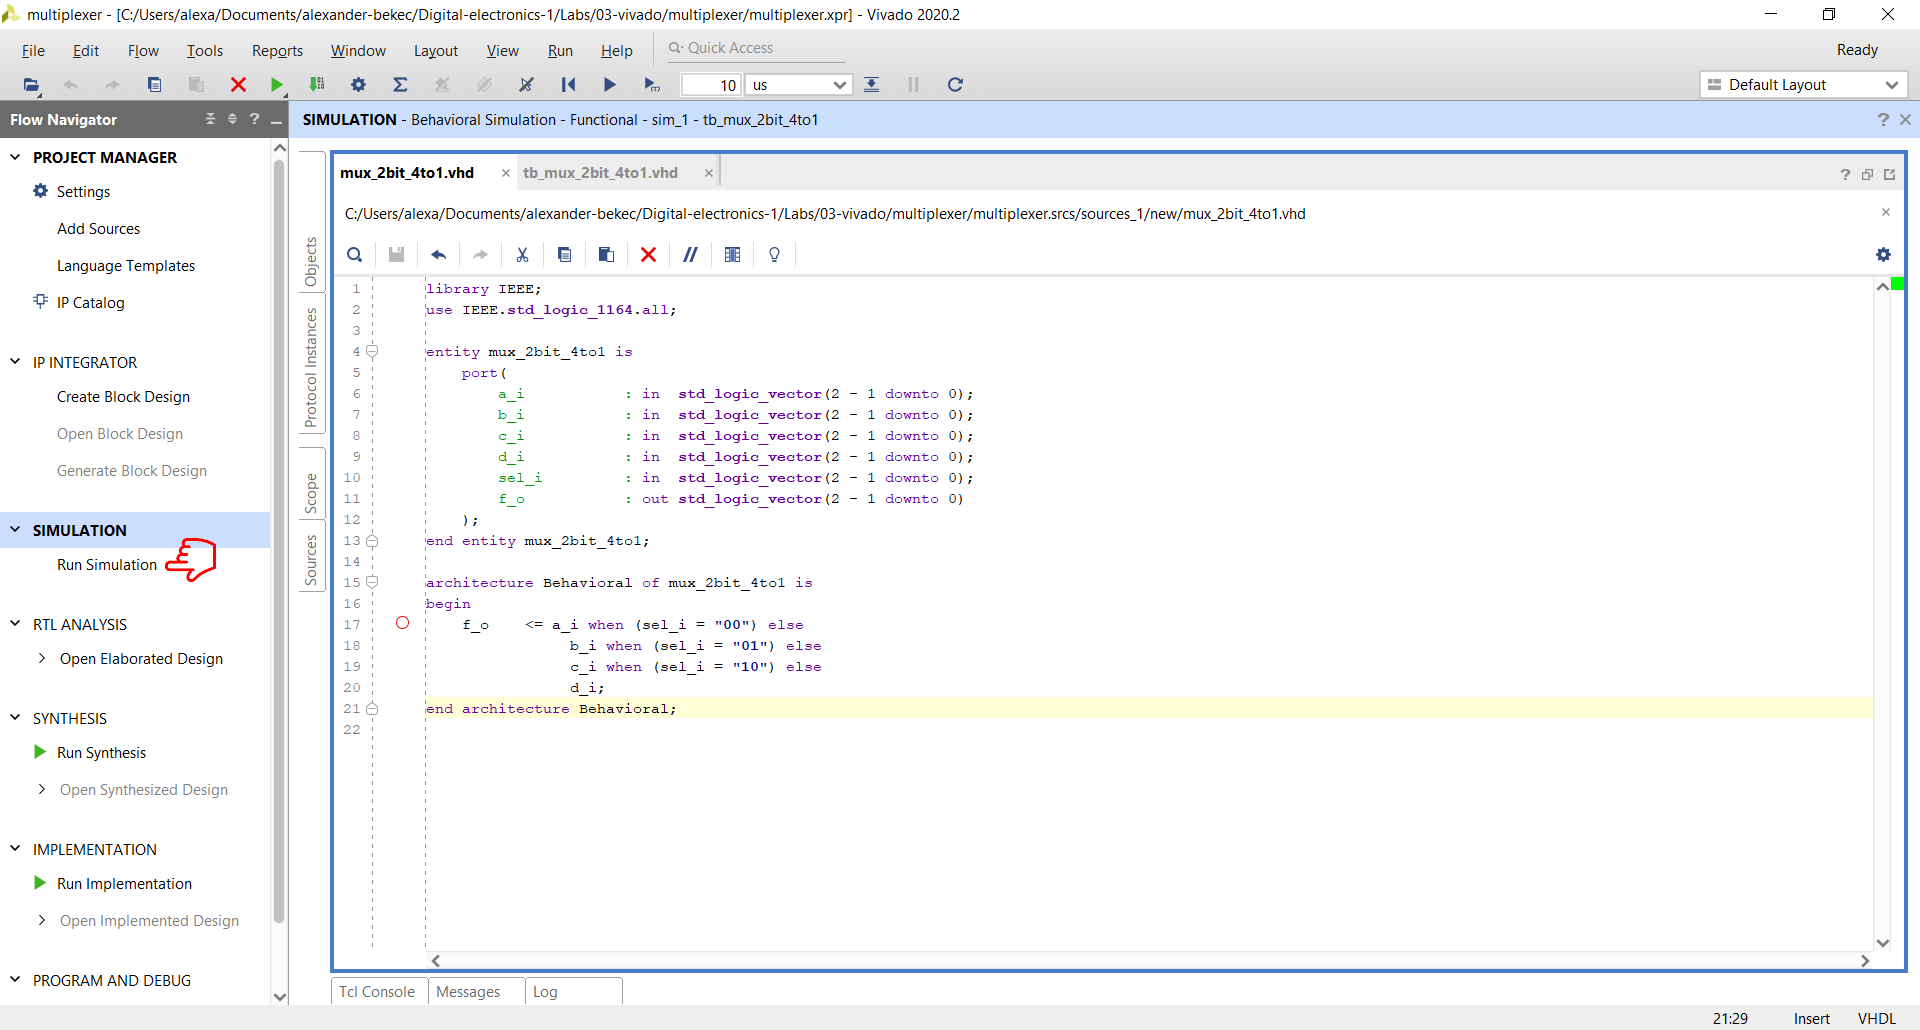 multiplexer - [C:/Users/alexa/Documents/alexander-bekec/Digital-electronics-1/Labs/03-vivado/multiplexer/multiplexer.xpr] - Vivado 2020.2
File Edit Flow Tools Reports Window Layout View Run Help Quick Access Ready
10 us Default Layout
Flow Navigator
SIMULATION - Behavioral Simulation - Functional - sim_1 - tb_mux_2bit_4to1
PROJECT MANAGER
Settings
Add Sources
Language Templates
IP Catalog
IP INTEGRATOR
Create Block Design
Open Block Design
Generate Block Design
SIMULATION
Run Simulation
RTL ANALYSIS
Open Elaborated Design
SYNTHESIS
Run Synthesis
Open Synthesized Design
IMPLEMENTATION
Run Implementation
Open Implemented Design
PROGRAM AND DEBUG
Objects
Protocol Instances
Scope
Sources
mux_2bit_4to1.vhd tb_mux_2bit_4to1.vhd
C:/Users/alexa/Documents/alexander-bekec/Digital-electronics-1/Labs/03-vivado/multiplexer/multiplexer.srcs/sources_1/new/mux_2bit_4to1.vhd
1 library IEEE;
2 use IEEE.std_logic_1164.all;
3
4 entity mux_2bit_4to1 is
5 port(
6 a_i : in std_logic_vector(2 - 1 downto 0);
7 b_i : in std_logic_vector(2 - 1 downto 0);
8 c_i : in std_logic_vector(2 - 1 downto 0);
9 d_i : in std_logic_vector(2 - 1 downto 0);
10 sel_i : in std_logic_vector(2 - 1 downto 0);
11 f_o : out std_logic_vector(2 - 1 downto 0)
12 );
13 end entity mux_2bit_4to1;
14
15 architecture Behavioral of mux_2bit_4to1 is
16 begin
17 f_o <= a_i when (sel_i = "00") else
18 b_i when (sel_i = "01") else
19 c_i when (sel_i = "10") else
20 d_i;
21 end architecture Behavioral;
22
Tcl Console Messages Log
21:29 Insert VHDL